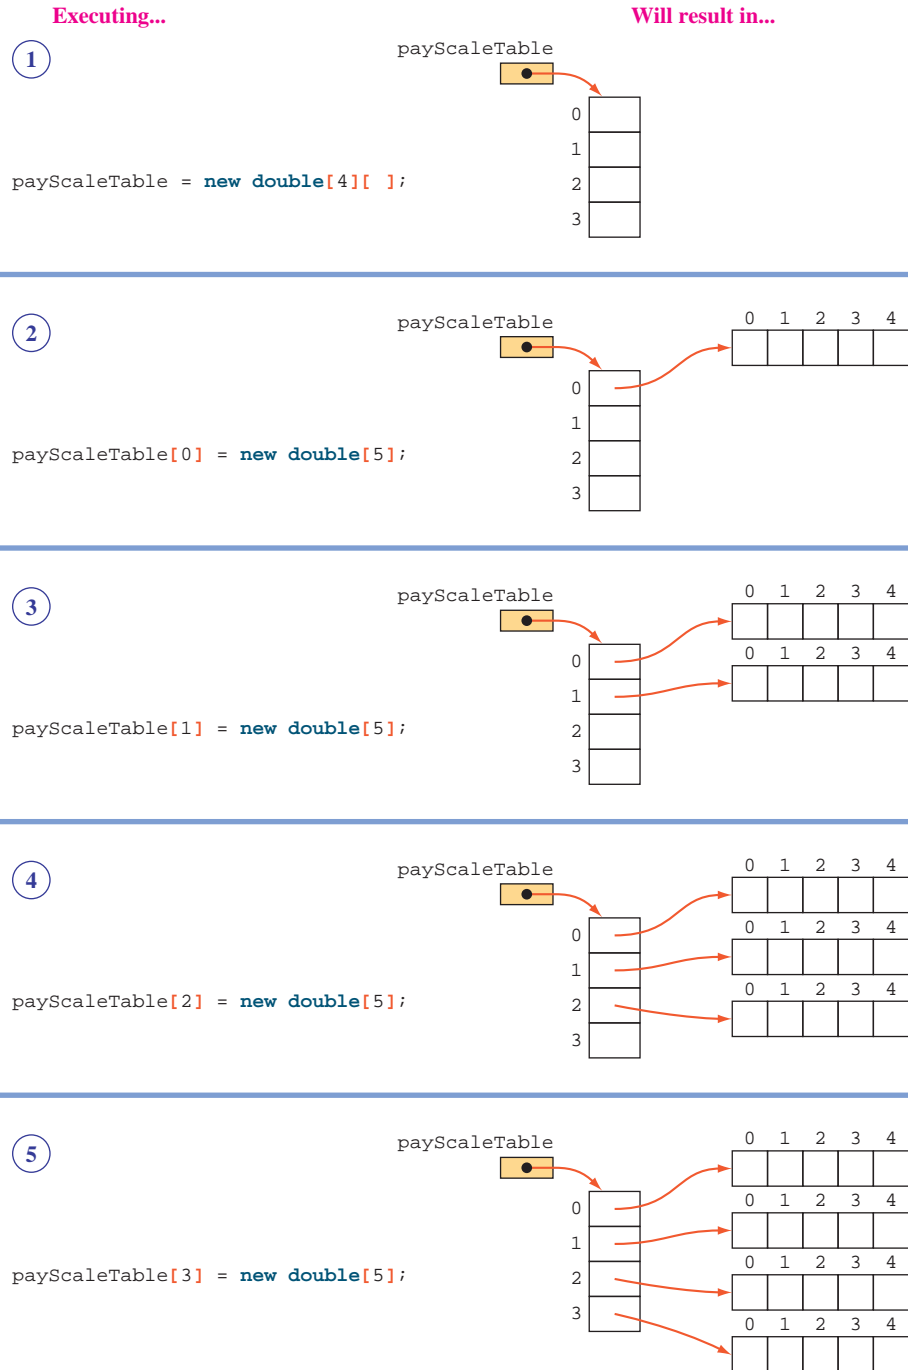 Executing... Will result in...
1
payScaleTable
0
1
2
3
payScaleTable = new double[4][ ];
2
payScaleTable
0 1 2 3 4
0
1
2
3
payScaleTable[0] = new double[5];
3
payScaleTable
0 1 2 3 4
0 1 2 3 4
0
1
2
3
payScaleTable[1] = new double[5];
4
payScaleTable
0 1 2 3 4
0 1 2 3 4
0 1 2 3 4
0
1
2
3
payScaleTable[2] = new double[5];
5
payScaleTable
0 1 2 3 4
0 1 2 3 4
0 1 2 3 4
0 1 2 3 4
0
1
2
3
payScaleTable[3] = new double[5];